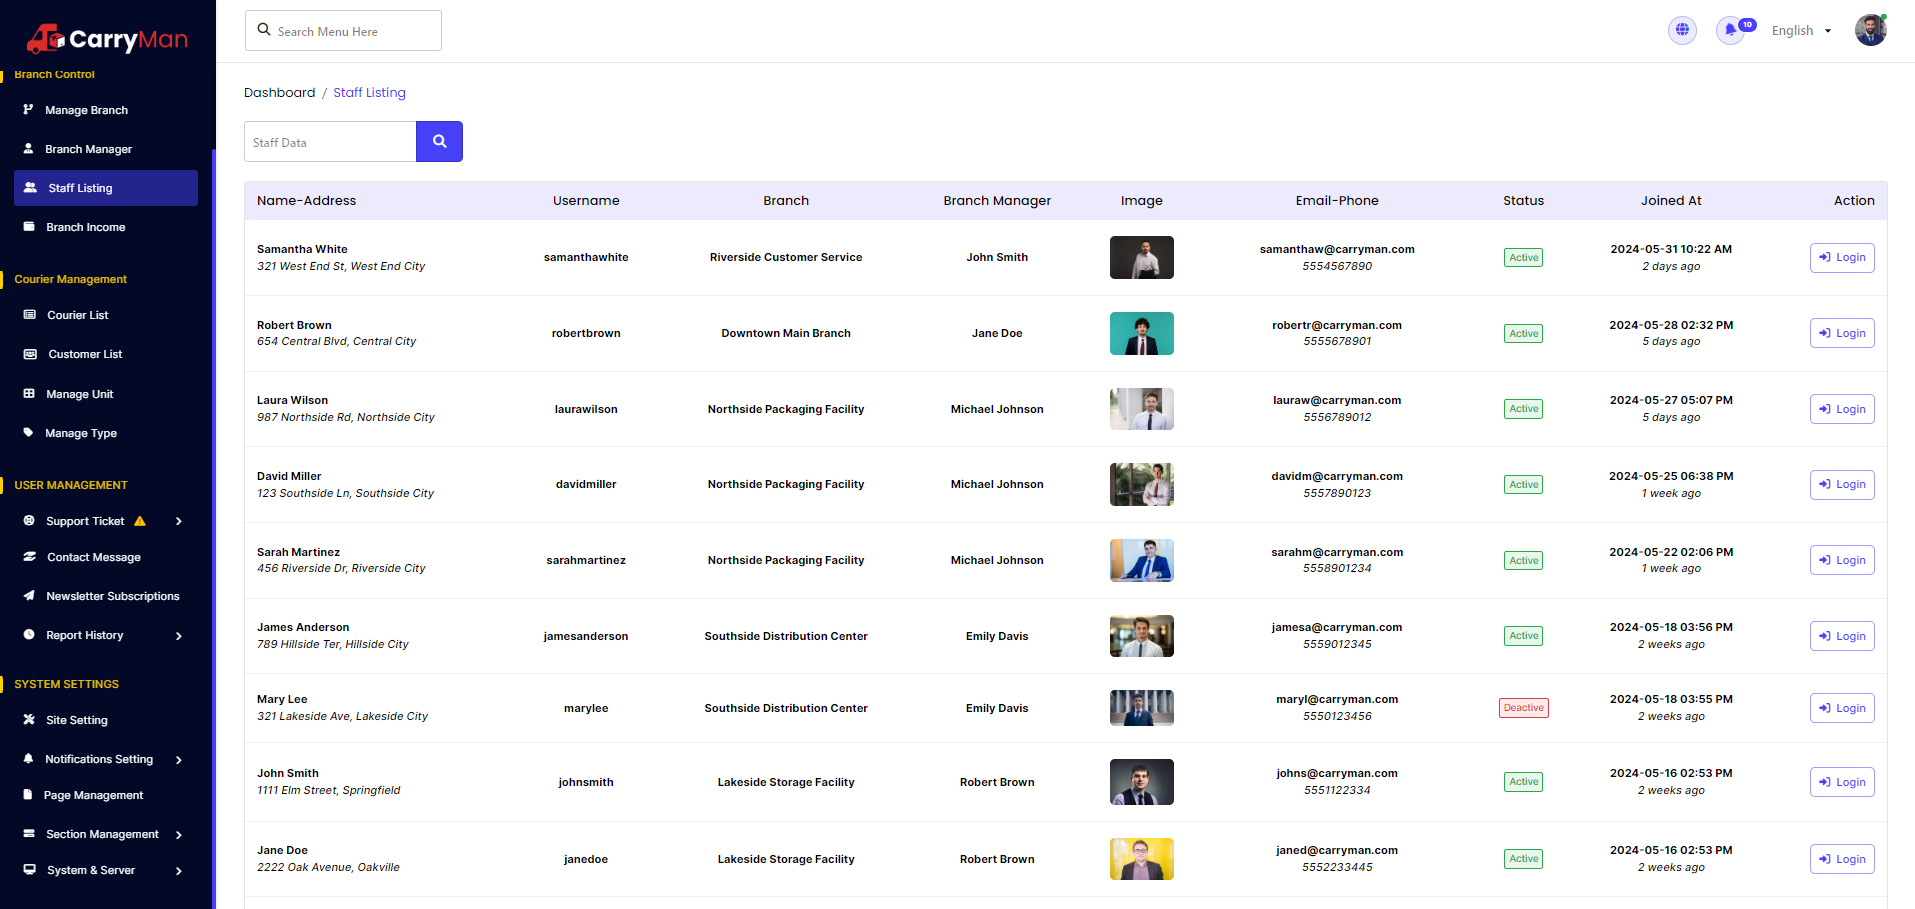 CarryMan
Search Menu Here
10
English
Branch Control
Manage Branch
Branch Manager
Staff Listing
Branch Income
Courier Management
Courier List
Customer List
Manage Unit
Manage Type
USER MANAGEMENT
Support Ticket
Contact Message
Newsletter Subscriptions
Report History
SYSTEM SETTINGS
Site Setting
Notifications Setting
Page Management
Section Management
System & Server
Dashboard / Staff Listing
Staff Data
Name-Address Username Branch Branch Manager Image Email-Phone Status Joined At Action
Samantha White samanthawhite Riverside Customer Service John Smith samanthaw@carryman.com Active 2024-05-31 10:22 AM Login
321 West End St, West End City 5554567890 2 days ago
Robert Brown robertbrown Downtown Main Branch Jane Doe robertr@carryman.com Active 2024-05-28 02:32 PM Login
654 Central Blvd, Central City 5555678901 5 days ago
Laura Wilson laurawilson Northside Packaging Facility Michael Johnson lauraw@carryman.com Active 2024-05-27 05:07 PM Login
987 Northside Rd, Northside City 5556789012 5 days ago
David Miller davidmiller Northside Packaging Facility Michael Johnson davidm@carryman.com Active 2024-05-25 06:38 PM Login
123 Southside Ln, Southside City 5557890123 1 week ago
Sarah Martinez sarahmartinez Northside Packaging Facility Michael Johnson sarahm@carryman.com Active 2024-05-22 02:06 PM Login
456 Riverside Dr, Riverside City 5558901234 1 week ago
James Anderson jamesanderson Southside Distribution Center Emily Davis jamesa@carryman.com Active 2024-05-18 03:56 PM Login
789 Hillside Ter, Hillside City 5559012345 2 weeks ago
Mary Lee marylee Southside Distribution Center Emily Davis maryl@carryman.com Deactive 2024-05-18 03:55 PM Login
321 Lakeside Ave, Lakeside City 5550123456 2 weeks ago
John Smith johnsmith Lakeside Storage Facility Robert Brown johns@carryman.com Active 2024-05-16 02:53 PM Login
1111 Elm Street, Springfield 5551122334 2 weeks ago
Jane Doe janedoe Lakeside Storage Facility Robert Brown janed@carryman.com Active 2024-05-16 02:53 PM Login
2222 Oak Avenue, Oakville 5552233445 2 weeks ago